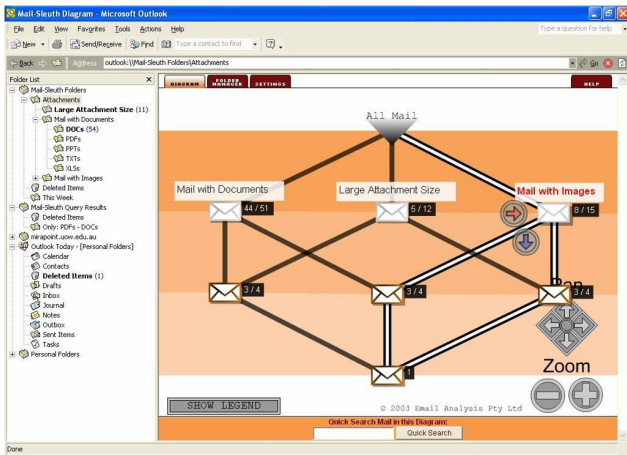 Mail-Sleuth Diagram - Microsoft Outlook
File Edit View Favorites Tools Actions Help
Type a question for help
New Send/Receive Find Type a contact to find
Back Address outlook:\\Mail-Sleuth Folders\Attachments Go
Folder List
Mail-Sleuth Folders
Attachments
Large Attachment Size (11)
Mail with Documents
DOCs (54)
PDFs
PPTs
TXTs
XLSs
Mail with Images
Deleted Items
This Week
Mail-Sleuth Query Results
Deleted Items
Only: PDFs - DOCs
mirapoint.uow.edu.au
Outlook Today - [Personal Folders]
Calendar
Contacts
Deleted Items (1)
Drafts
Inbox
Journal
Notes
Outbox
Sent Items
Tasks
Personal Folders
DIAGRAM FOLDER MANAGER SETTINGS HELP
All Mail
Mail with Documents Large Attachment Size Mail with Images
44 / 51 5 / 12 8 / 15
3 / 4 3 / 4 3 / 4
Pan
1
Zoom
SHOW LEGEND
© 2003 Email Analysis Pty Ltd
Quick Search Mail in this Diagram:
Quick Search
Done